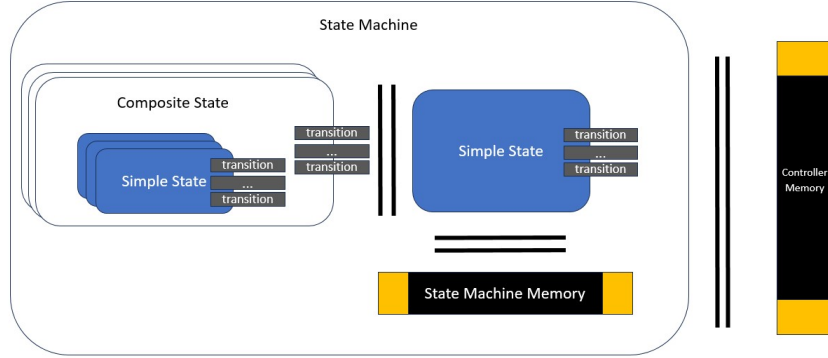 State Machine
Composite State
Simple State
transition
...
transition
transition
...
transition
Simple State
transition
...
transition
State Machine Memory
Controller
Memory